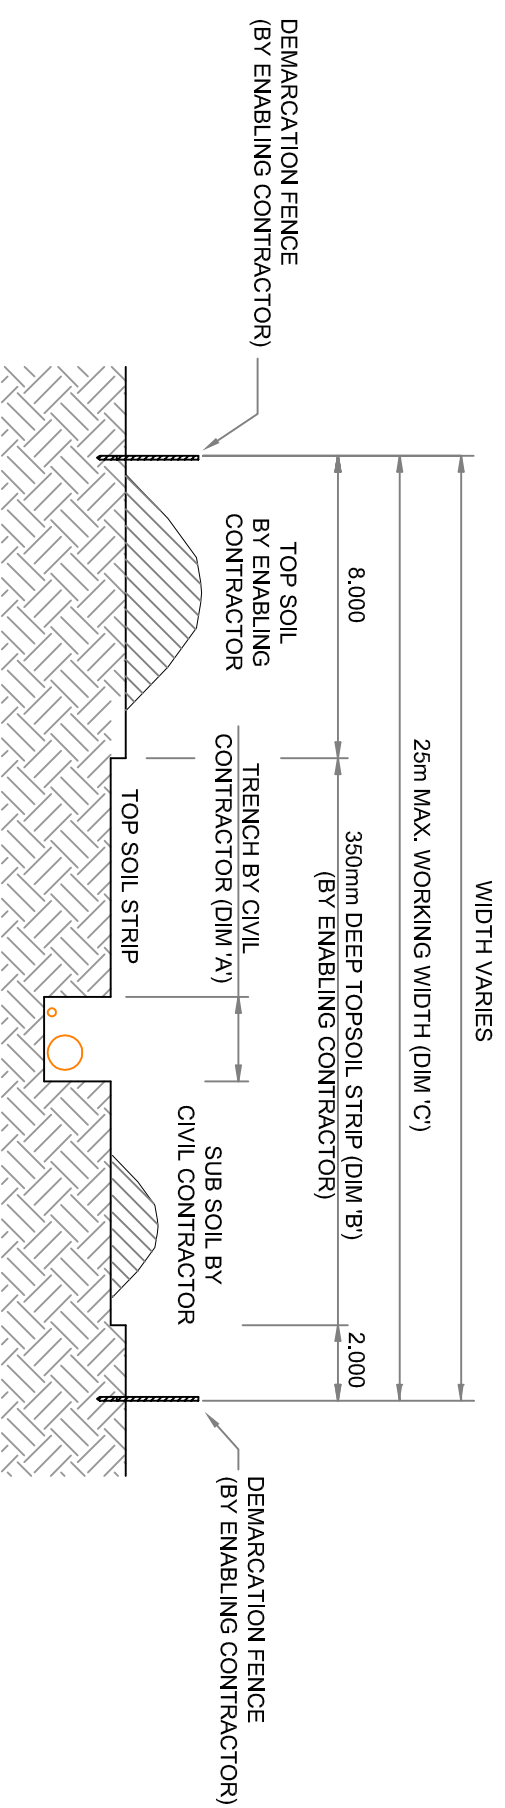 WIDTH VARIES
25m MAX. WORKING WIDTH (DIM 'C')
8.000
350mm DEEP TOPSOIL STRIP (DIM 'B')
(BY ENABLING CONTRACTOR)
2.000
DEMARCATION FENCE
(BY ENABLING CONTRACTOR)
TOP SOIL
BY ENABLING
CONTRACTOR
TRENCH BY CIVIL
CONTRACTOR (DIM 'A')
SUB SOIL BY
CIVIL CONTRACTOR
DEMARCATION FENCE
(BY ENABLING CONTRACTOR)
TOP SOIL STRIP